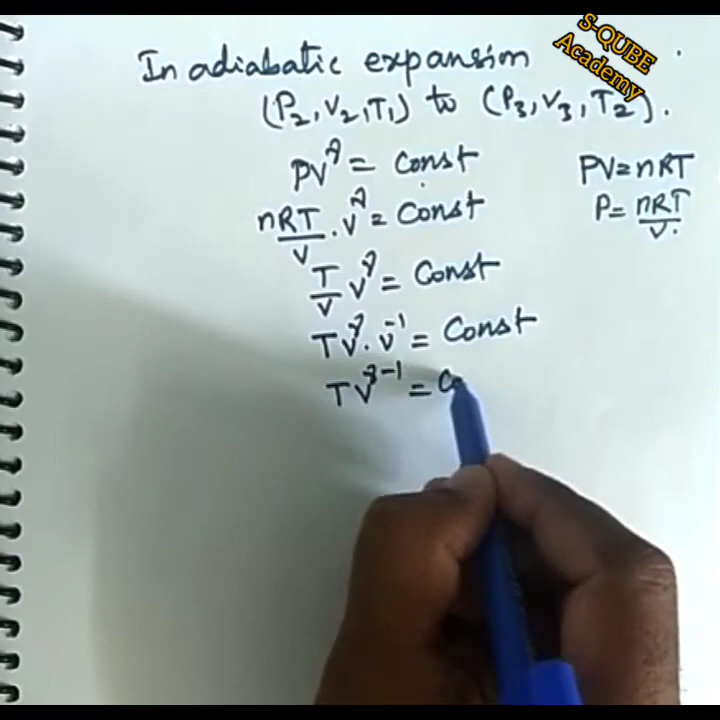 S-QUBE
Academy
In adiabatic expansion
(P₂, V₂, T₁) to (P₃, V₃, T₂).
PV^γ = Const
PV = nRT
nRT/V . V^γ = Const
P = nRT/V.
T/V V^γ = Const
TV^γ . V^-1 = Const
TV^γ-1 = Co